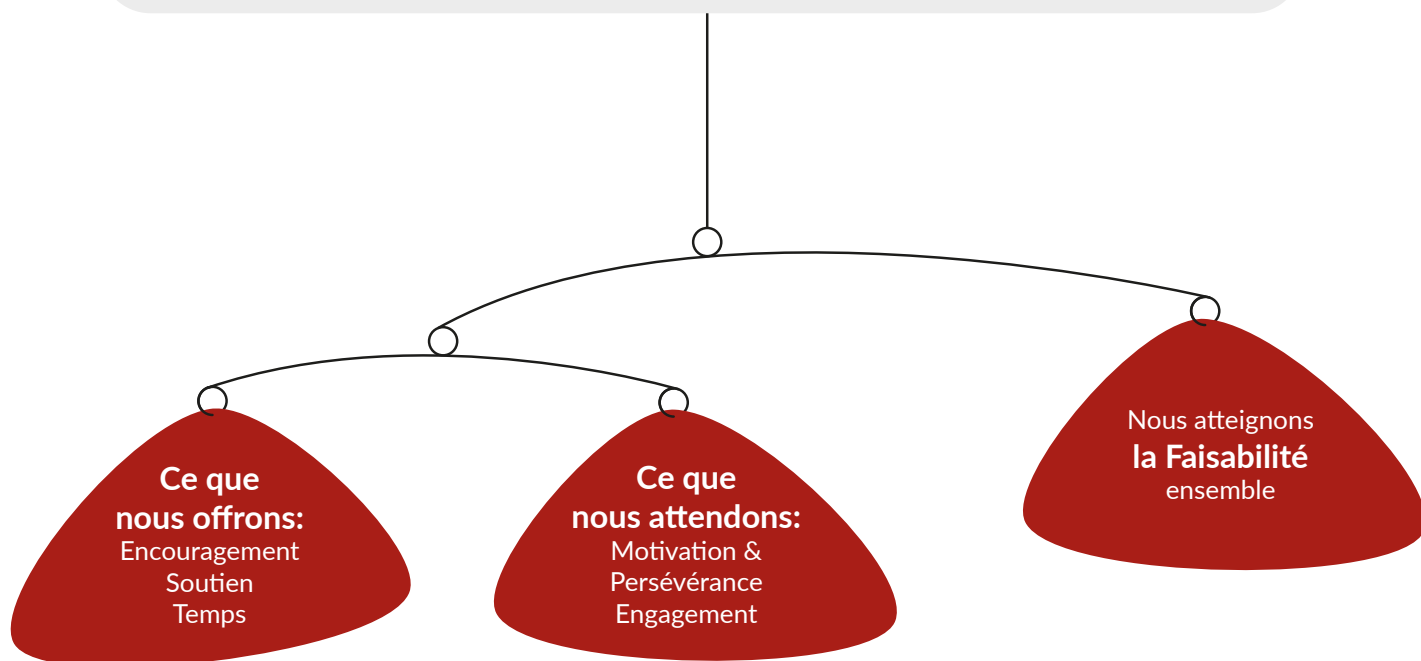 Ce que
nous offrons:
Encouragement
Soutien
Temps
Ce que
nous attendons:
Motivation &
Persévérance
Engagement
Nous atteignons
la Faisabilité
ensemble